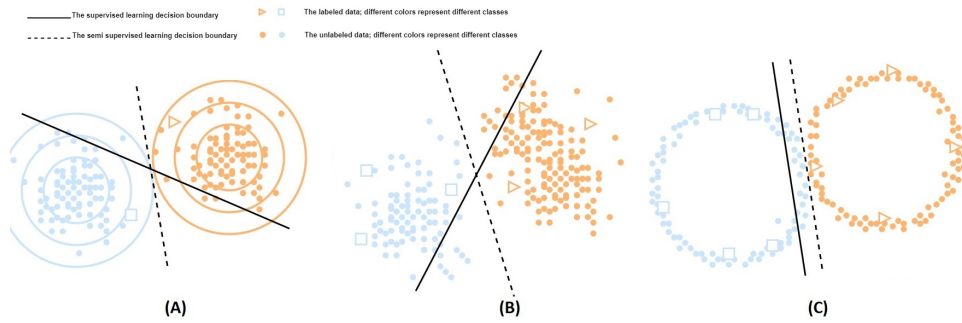 The supervised learning decision boundary
The labeled data; different colors represent different classes
The semi supervised learning decision boundary
The unlabeled data; different colors represent different classes
(A)
(B)
(C)